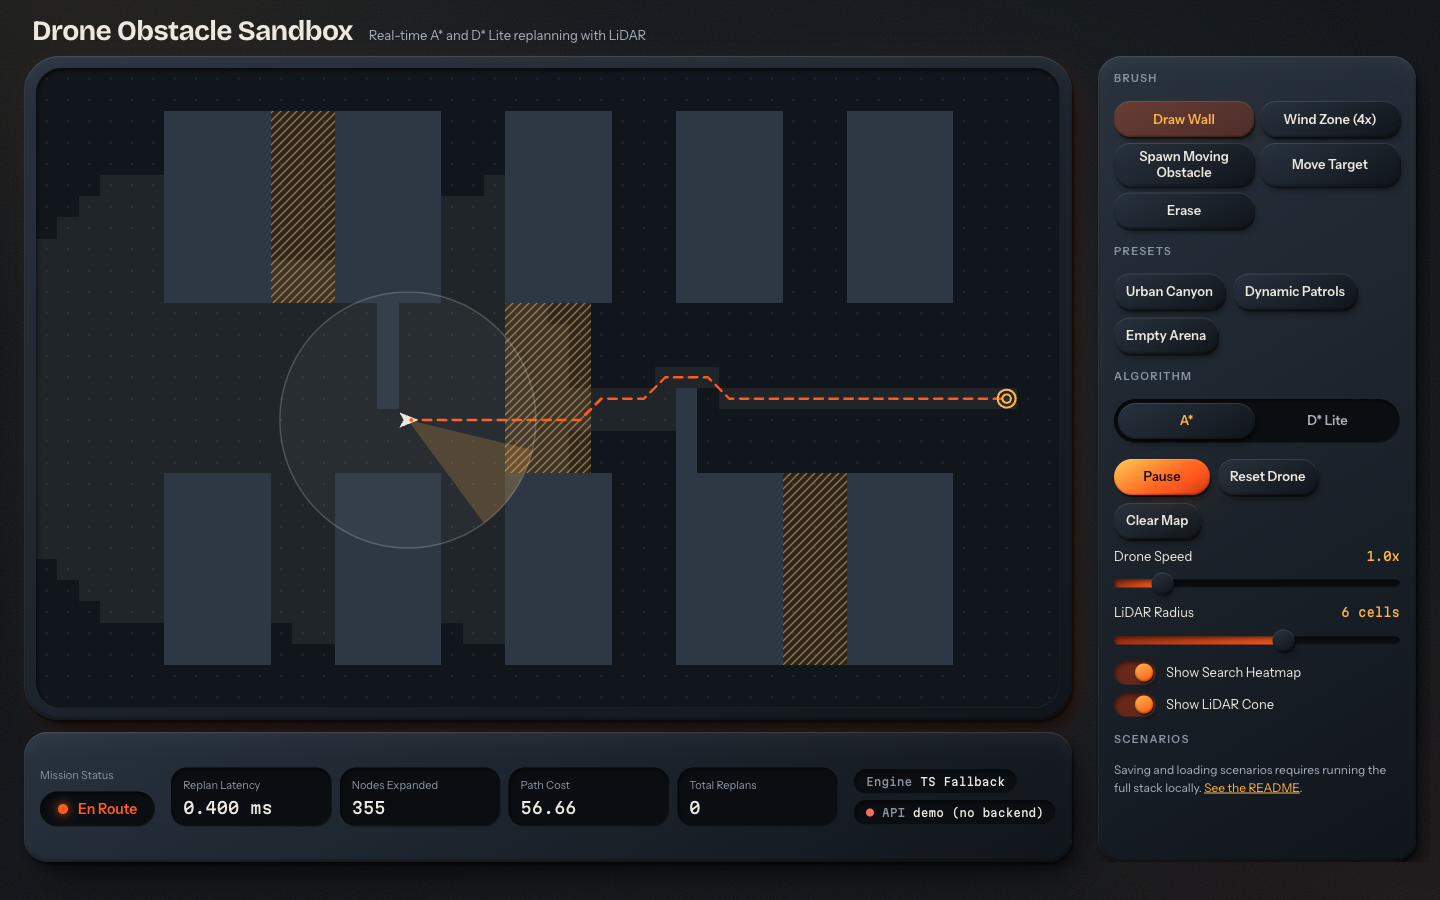 Drone Obstacle Sandbox
Real-time A* and D* Lite replanning with LiDAR
BRUSH
Draw Wall
Wind Zone (4x)
Spawn Moving
Obstacle
Move Target
Erase
PRESETS
Urban Canyon
Dynamic Patrols
Empty Arena
ALGORITHM
A*
D* Lite
Pause
Reset Drone
Clear Map
Drone Speed
1.0x
LiDAR Radius
6 cells
Show Search Heatmap
Show LiDAR Cone
SCENARIOS
Saving and loading scenarios requires running the
full stack locally. See the README.
Mission Status
En Route
Replan Latency
0.400 ms
Nodes Expanded
355
Path Cost
56.66
Total Replans
0
Engine TS Fallback
API demo (no backend)